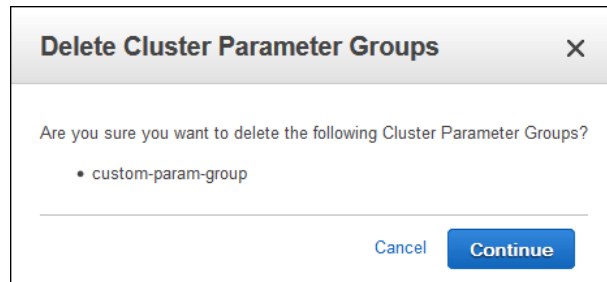 Delete Cluster Parameter Groups
Are you sure you want to delete the following Cluster Parameter Groups?
• custom-param-group
Cancel
Continue